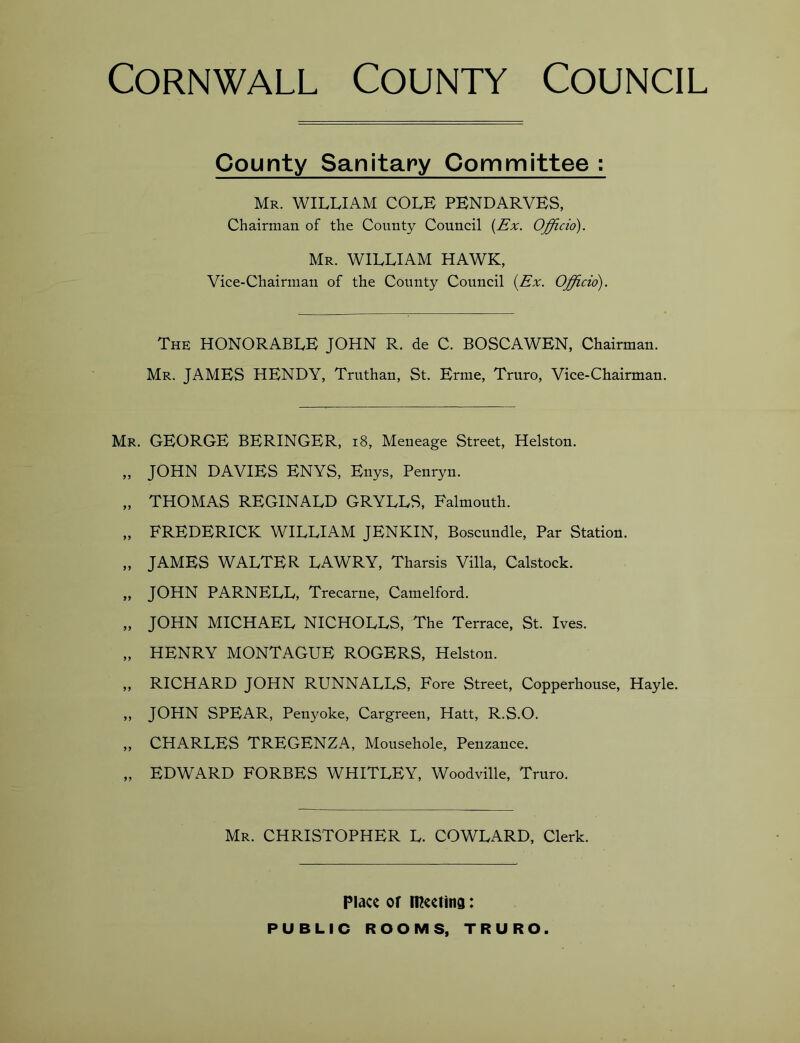 CORNWALL COUNTY COUNCIL
County Sanitary Committee :
MR. WILLIAM COLE PENDARVES,
Chairman of the County Council (Ex. Officio).
MR. WILLIAM HAWK,
Vice-Chairman of the County Council (Ex. Officio).
THE HONORABLE JOHN R. de C. BOSCAWEN, Chairman.
MR. JAMES HENDY, Truthan, St. Erme, Truro, Vice-Chairman.
MR. GEORGE BERINGER, 18, Meneage Street, Helston.
„ JOHN DAVIES ENYS, Enys, Penryn.
„ THOMAS REGINALD GRYLLS, Falmouth.
„ FREDERICK WILLIAM JENKIN, Boscundle, Par Station.
„ JAMES WALTER LAWRY, Tharsis Villa, Calstock.
„ JOHN PARNELL, Trecarne, Camelford.
„ JOHN MICHAEL NICHOLLS, The Terrace, St. Ives.
„ HENRY MONTAGUE ROGERS, Helston.
„ RICHARD JOHN RUNNALLS, Fore Street, Copperhouse, Hayle.
„ JOHN SPEAR, Penyoke, Cargreen, Hatt, R.S.O.
„ CHARLES TREGENZA, Mousehole, Penzance.
„ EDWARD FORBES WHITLEY, Woodville, Truro.
MR. CHRISTOPHER L. COWLARD, Clerk.
Place of Meeting :
PUBLIC ROOMS, TRURO.